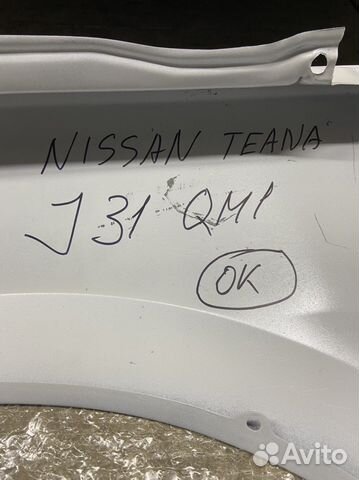 NISSAN TEANA
J31 QM1
OK
Avito